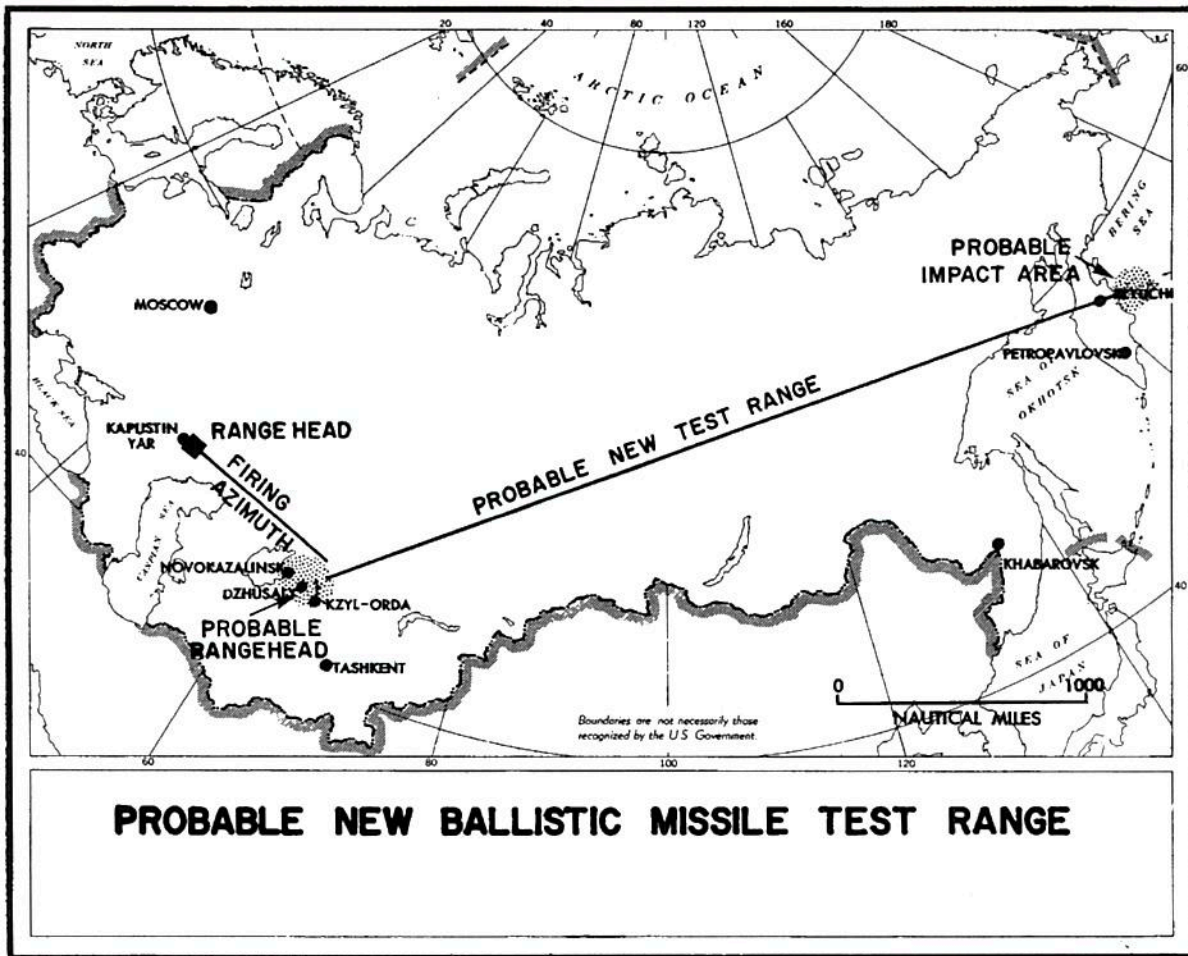 20 40 60 80 120 140 160 180
NORTH
SEA
ARCTIC OCEAN
60
BERING
SEA
PROBABLE
IMPACT AREA
MOSCOW
PETROPAVLOVSK
SEA OF
OKHOTSK
BLACK SEA
KAPUSTIN
YAR
RANGE HEAD
40
FIRING
AZIMUTH
PROBABLE NEW TEST RANGE
CASPIAN SEA
NOVOKAZALINSK
DZHUSALY
KZYL-ORDA
KHABAROVSK
40
PROBABLE
RANGEHEAD
TASHKENT
SEA OF
JAPAN
0 1000
NAUTICAL MILES
Boundaries are not necessarily those
recognized by the U.S. Government.
60 80 100 120
PROBABLE NEW BALLISTIC MISSILE TEST RANGE